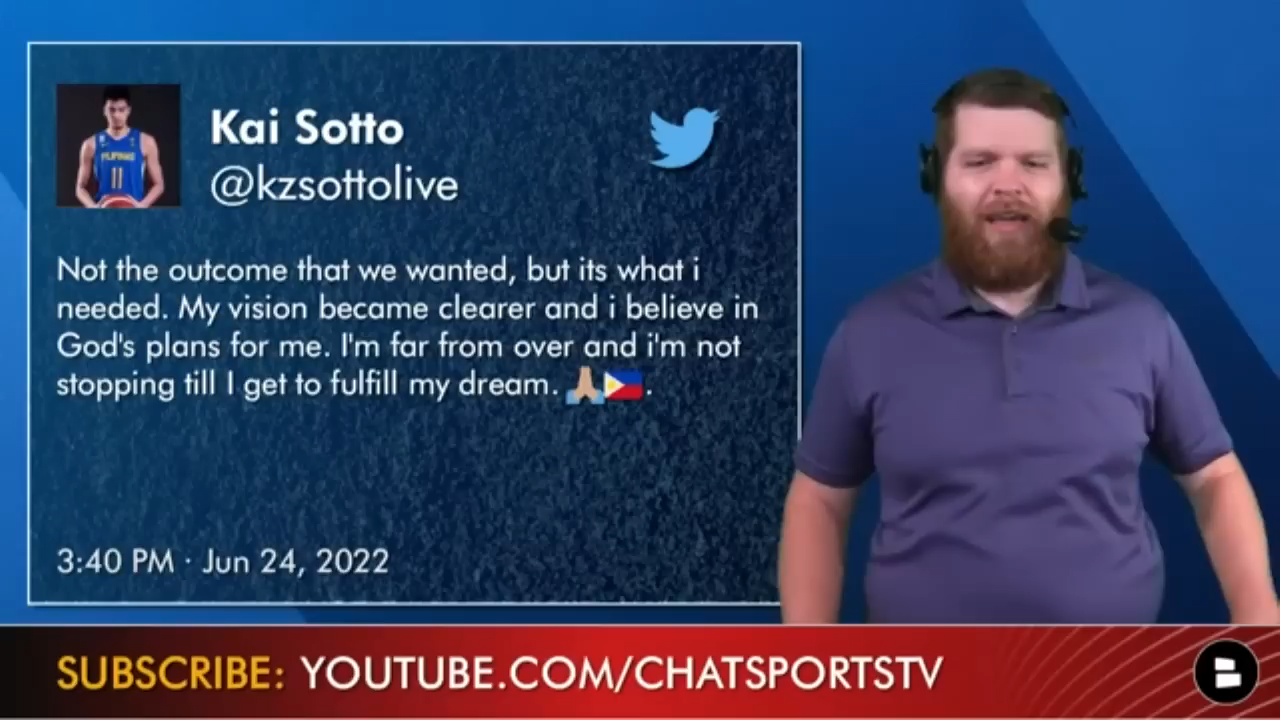 Kai Sotto
@kzsottolive
Not the outcome that we wanted, but its what i
needed. My vision became clearer and i believe in
God's plans for me. I'm far from over and i'm not
stopping till I get to fulfill my dream. 🙏🏼🇵🇭.
3:40 PM · Jun 24, 2022
SUBSCRIBE: YOUTUBE.COM/CHATSPORTSTV